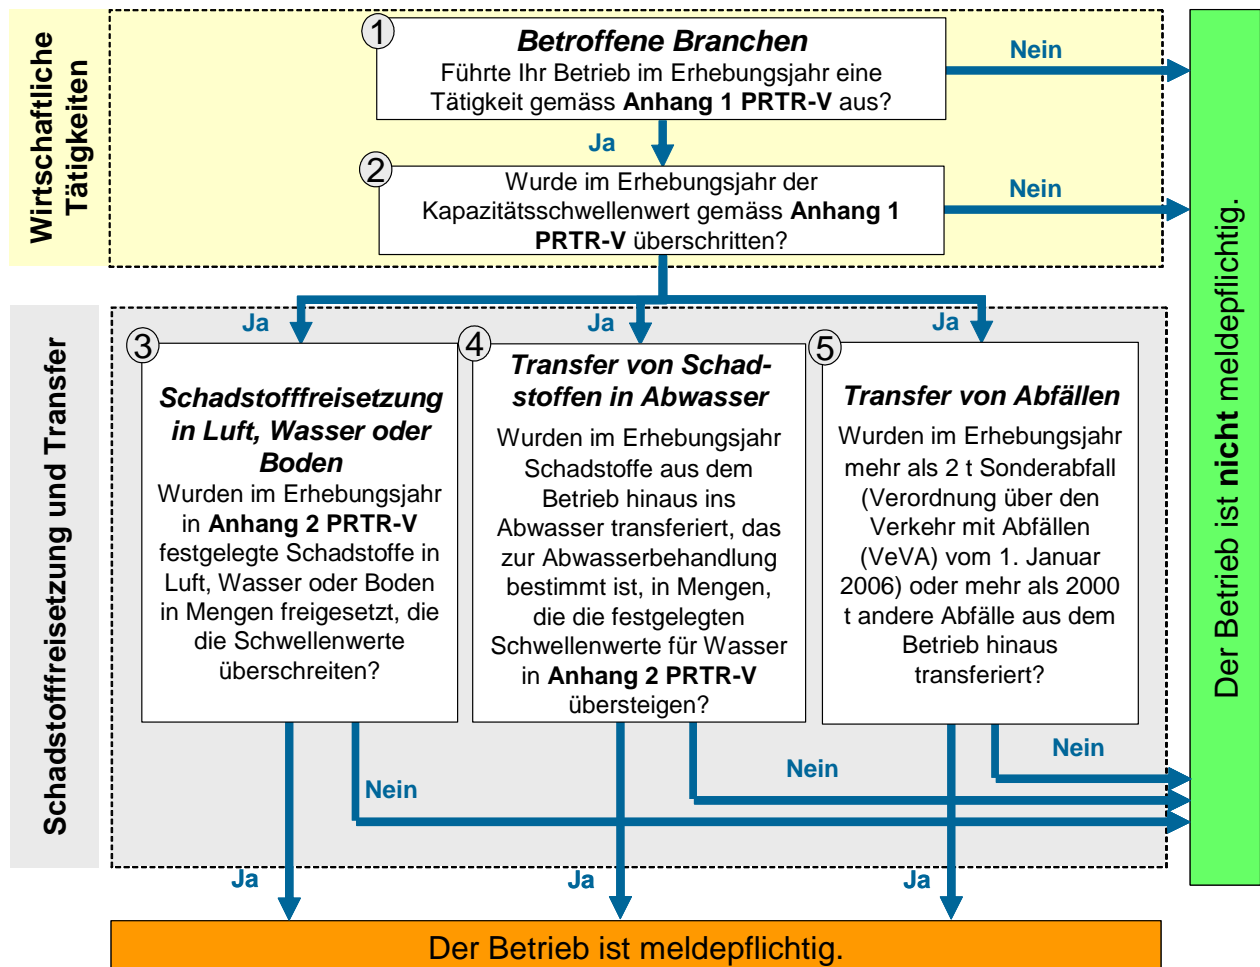 Wirtschaftliche
Tätigkeiten
1
Betroffene Branchen
Führte Ihr Betrieb im Erhebungsjahr eine
Tätigkeit gemäss Anhang 1 PRTR-V aus?
Nein
Ja
2
Wurde im Erhebungsjahr der
Kapazitätsschwellenwert gemäss Anhang 1
PRTR-V überschritten?
Nein
Schadstofffreisetzung und Transfer
Ja
3
Schadstofffreisetzung
in Luft, Wasser oder
Boden
Wurden im Erhebungsjahr
in Anhang 2 PRTR-V
festgelegte Schadstoffe in
Luft, Wasser oder Boden
in Mengen freigesetzt, die
die Schwellenwerte
überschreiten?
Nein
Ja
Ja
4
Transfer von Schad-
stoffen in Abwasser
Wurden im Erhebungsjahr
Schadstoffe aus dem
Betrieb hinaus ins
Abwasser transferiert, das
zur Abwasserbehandlung
bestimmt ist, in Mengen,
die die festgelegten
Schwellenwerte für Wasser
in Anhang 2 PRTR-V
übersteigen?
Nein
Ja
Ja
5
Transfer von Abfällen
Wurden im Erhebungsjahr
mehr als 2 t Sonderabfall
(Verordnung über den
Verkehr mit Abfällen
(VeVA) vom 1. Januar
2006) oder mehr als 2000
t andere Abfälle aus dem
Betrieb hinaus
transferiert?
Nein
Ja
Der Betrieb ist nicht meldepflichtig.
Der Betrieb ist meldepflichtig.